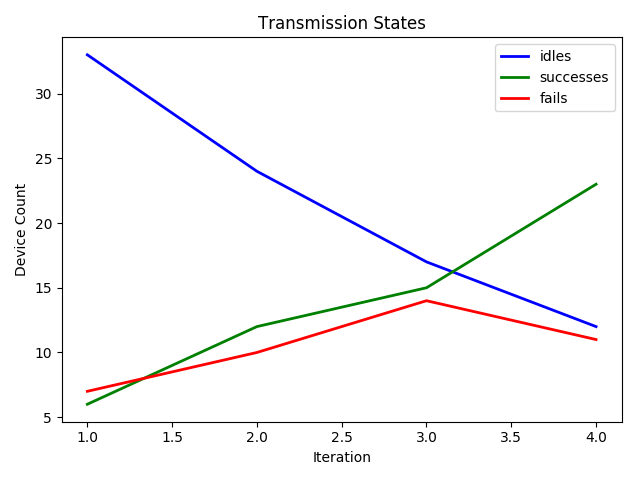 Transmission States
idles
successes
fails
Device Count
30
25
20
15
10
5
1.0 1.5 2.0 2.5 3.0 3.5 4.0
Iteration